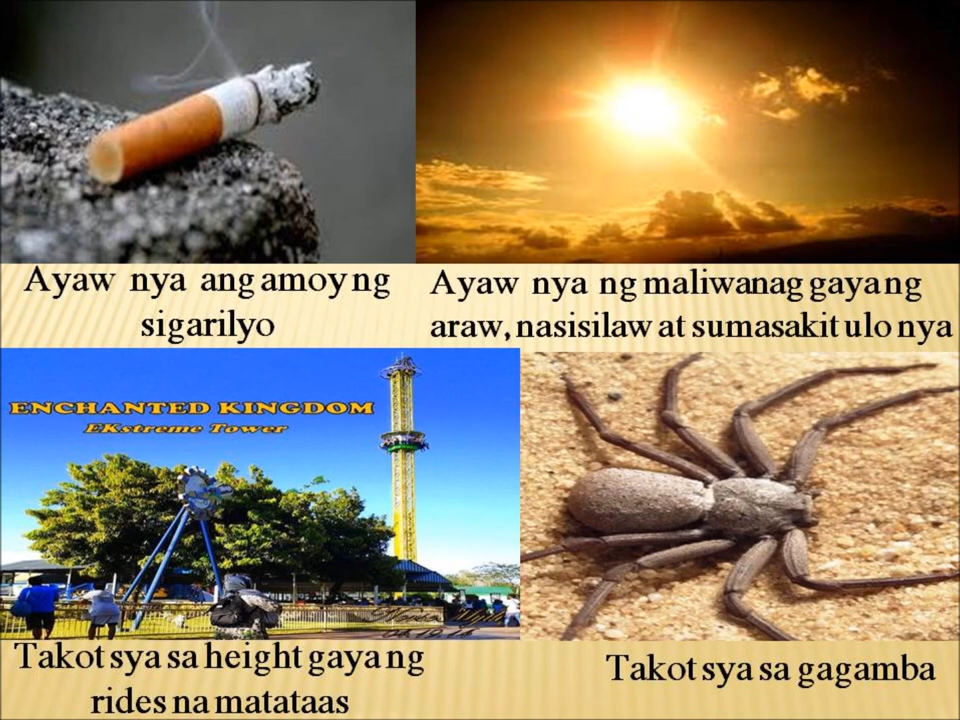 Ayaw nya ang amoy ng
sigarilyo
Ayaw nya ng maliwanag gaya ng
araw, nasisilaw at sumasakit ulo nya
ENCHANTED KINGDOM
EKstreme Tower
Takot sya sa height gaya ng
rides na matataas
Takot sya sa gagamba